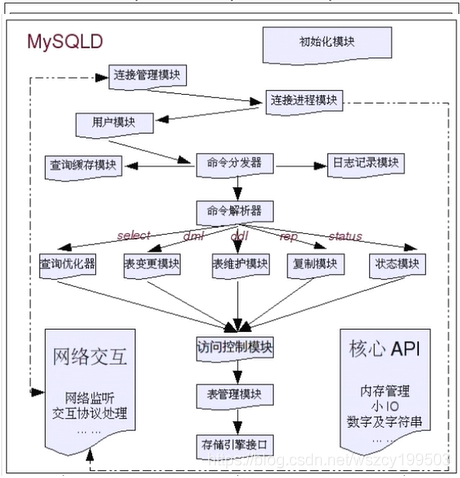 MySQLD
初始化模块
连接管理模块
连接进程模块
用户模块
查询缓存模块
命令分发器
日志记录模块
命令解析器
select
dml
ddl
rep
status
查询优化器
表变更模块
表维护模块
复制模块
状态模块
访问控制模块
网络交互
网络监听
交互协议处理
... ...
核心 API
内存管理
小 IO
数字及字符串
... ...
表管理模块
存储引擎接口
https://blog.csdn.net/wszcy199503